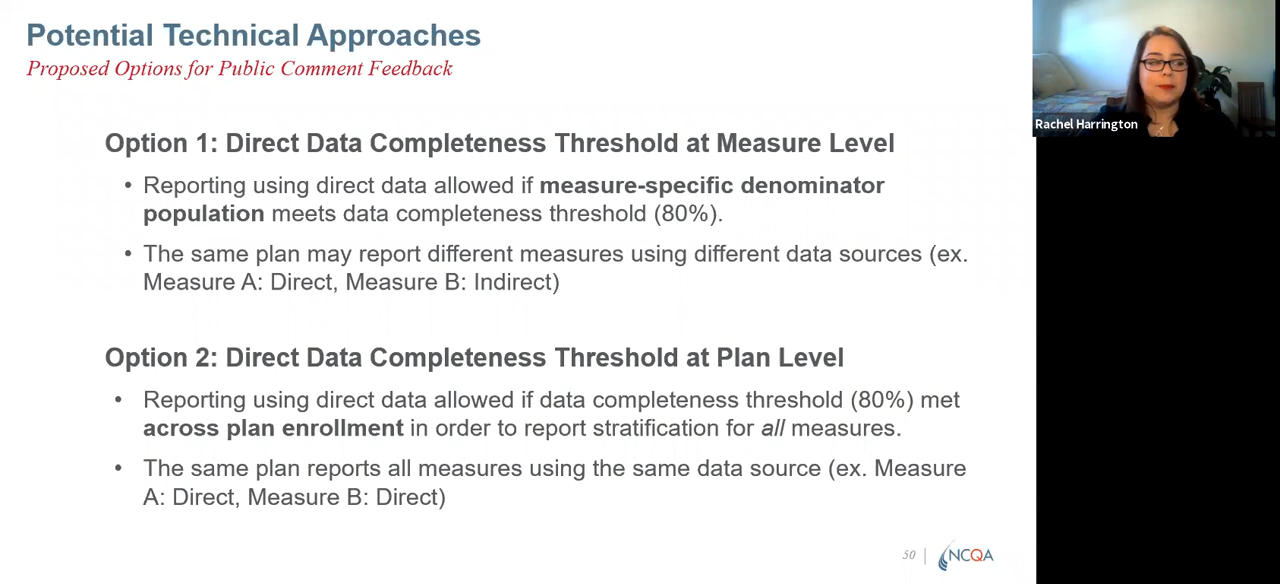 Potential Technical Approaches
Proposed Options for Public Comment Feedback
Rachel Harrington
Option 1: Direct Data Completeness Threshold at Measure Level
• Reporting using direct data allowed if measure-specific denominator
population meets data completeness threshold (80%).
• The same plan may report different measures using different data sources (ex.
Measure A: Direct, Measure B: Indirect)
Option 2: Direct Data Completeness Threshold at Plan Level
• Reporting using direct data allowed if data completeness threshold (80%) met
across plan enrollment in order to report stratification for all measures.
• The same plan reports all measures using the same data source (ex. Measure
A: Direct, Measure B: Direct)
50 | NCQA